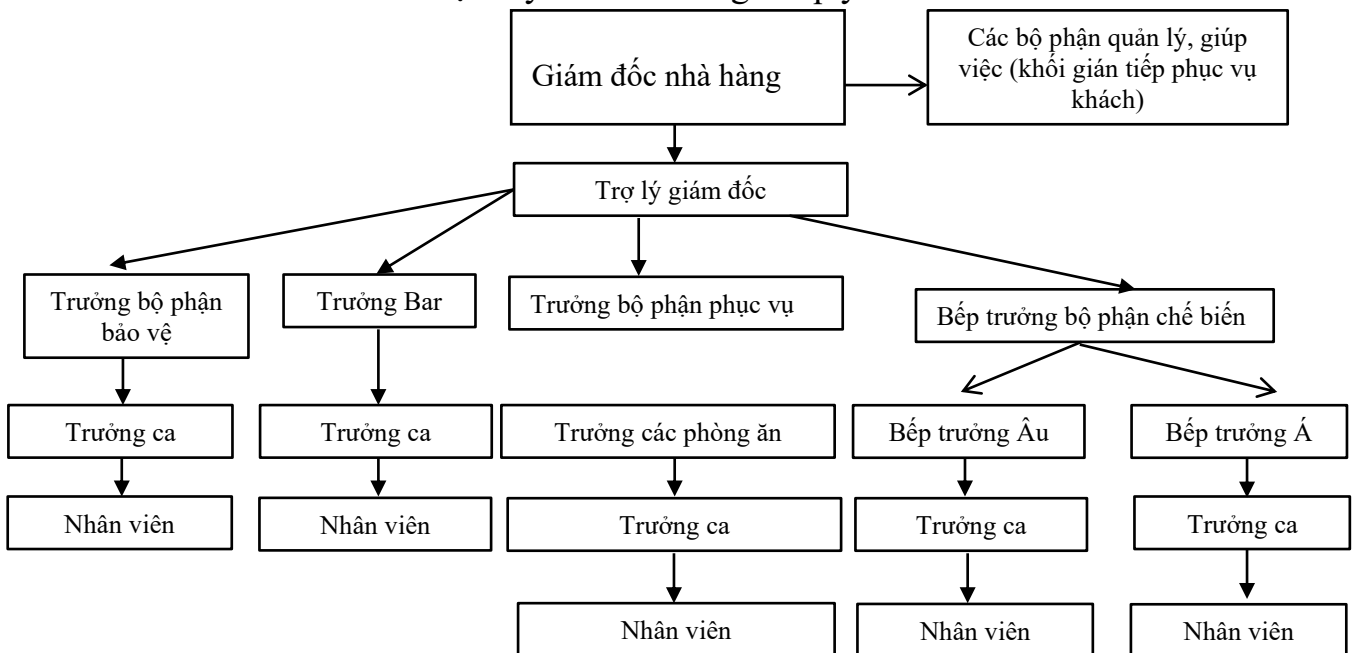 Giám đốc nhà hàng
Các bộ phận quản lý, giúp
việc (khối gián tiếp phục vụ
khách)
Trợ lý giám đốc
Trưởng bộ phận
bảo vệ
Trưởng Bar
Trưởng bộ phận phục vụ
Bếp trưởng bộ phận chế biến
Trưởng ca
Trưởng ca
Trưởng các phòng ăn
Bếp trưởng Âu
Bếp trưởng Á
Nhân viên
Nhân viên
Trưởng ca
Trưởng ca
Trưởng ca
Nhân viên
Nhân viên
Nhân viên